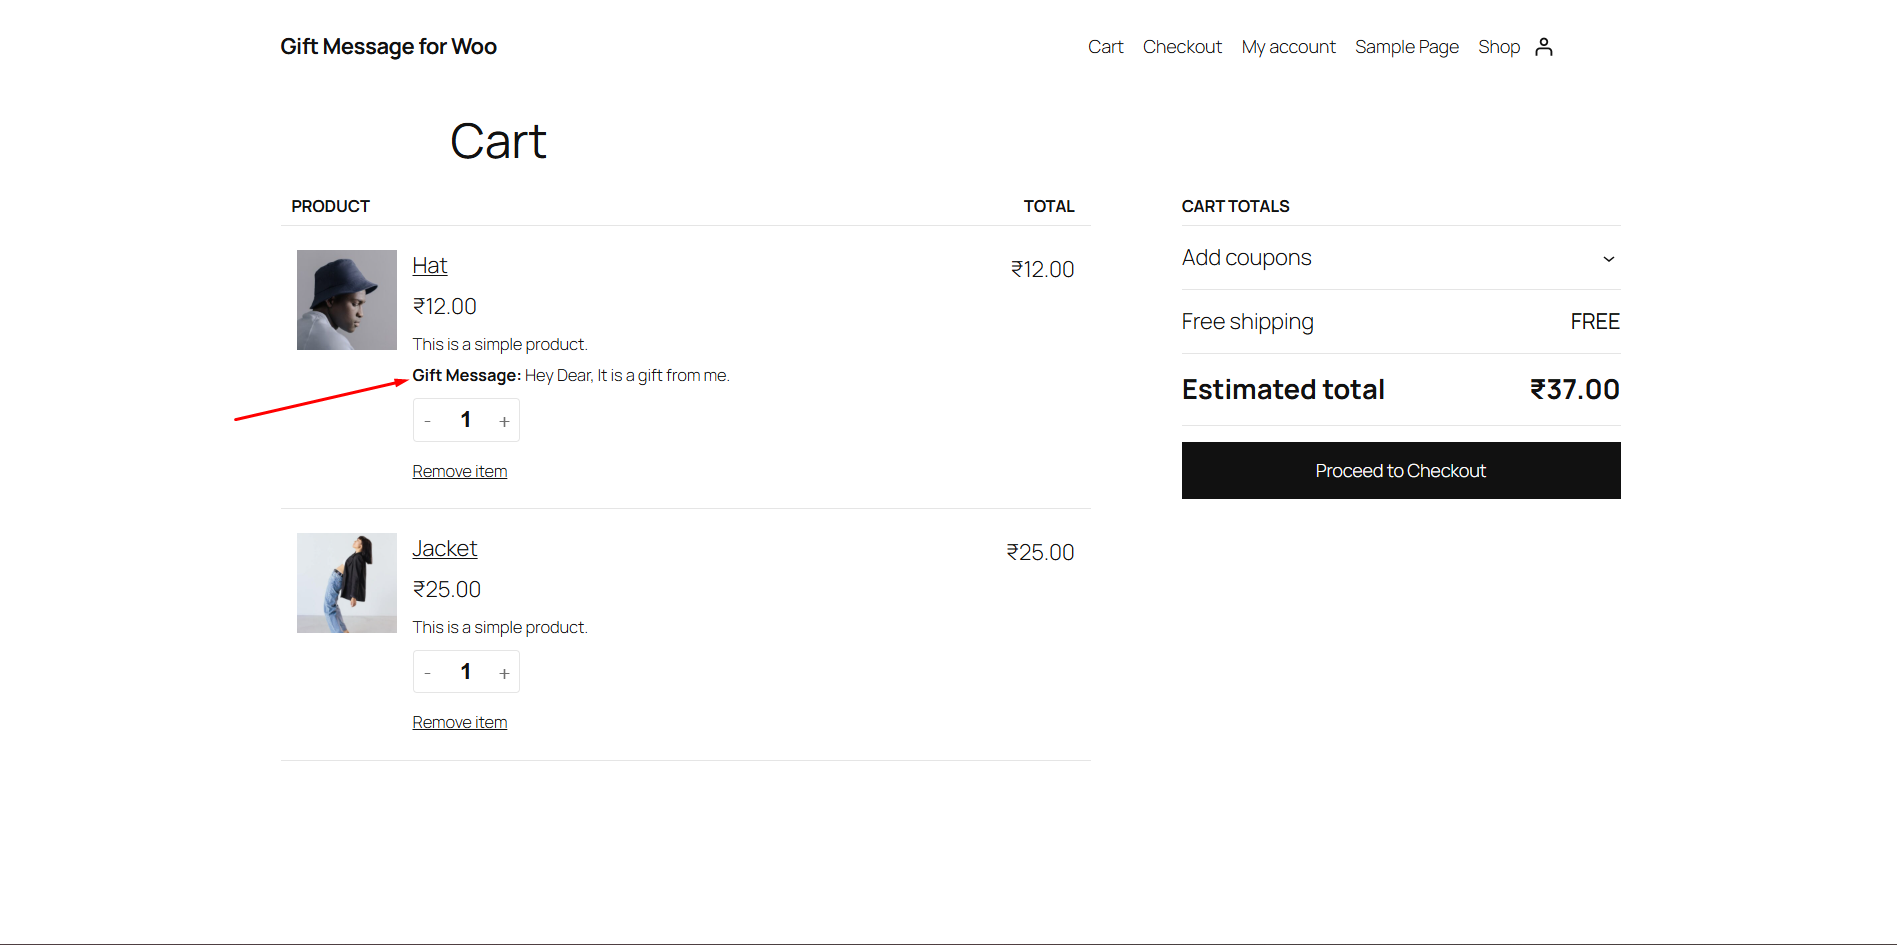 Gift Message for Woo
Cart Checkout My account Sample Page Shop
Cart
PRODUCT TOTAL
Hat ₹12.00
₹12.00
This is a simple product.
Gift Message: Hey Dear, It is a gift from me.
- 1 +
Remove item
Jacket ₹25.00
₹25.00
This is a simple product.
- 1 +
Remove item
CART TOTALS
Add coupons
Free shipping FREE
Estimated total ₹37.00
Proceed to Checkout